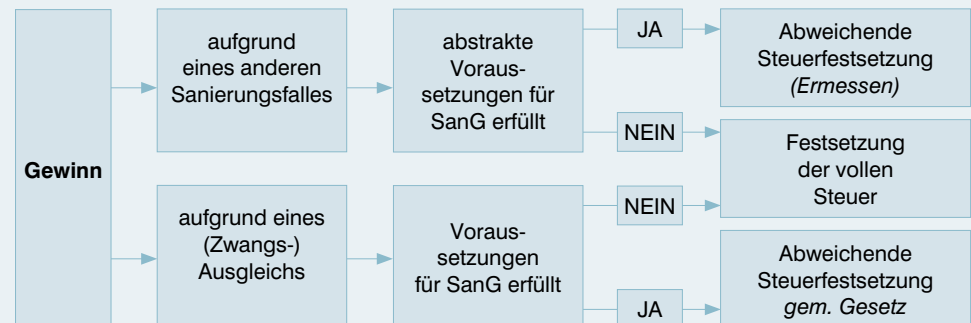 Gewinn
aufgrund
eines anderen
Sanierungsfalles
abstrakte
Voraus-
setzungen für
SanG erfüllt
JA
Abweichende
Steuerfestsetzung
(Ermessen)
NEIN
Festsetzung
der vollen
Steuer
aufgrund eines
(Zwangs-)
Ausgleichs
Voraus-
setzungen
für SanG erfüllt
NEIN
JA
Abweichende
Steuerfestsetzung
gem. Gesetz